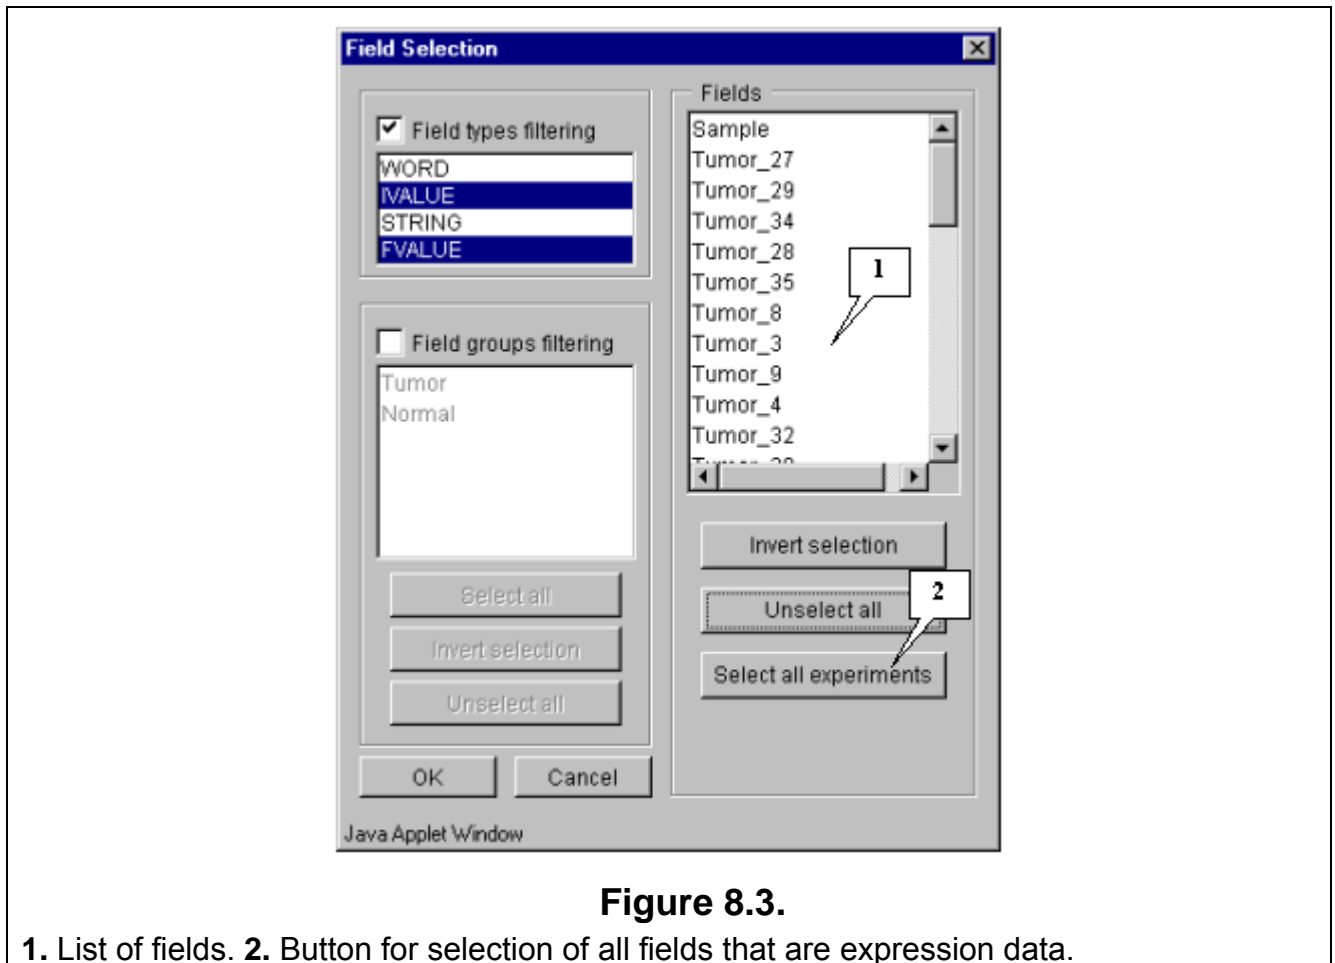 Field Selection
Field types filtering
WORD
IVALUE
STRING
FVALUE
Field groups filtering
Tumor
Normal
Select all
Invert selection
Unselect all
OK
Cancel
Fields
Sample
Tumor_27
Tumor_29
Tumor_34
Tumor_28
Tumor_35
Tumor_8
Tumor_3
Tumor_9
Tumor_4
Tumor_32
1
Invert selection
2
Unselect all
Select all experiments
Java Applet Window
Figure 8.3.
1. List of fields. 2. Button for selection of all fields that are expression data.